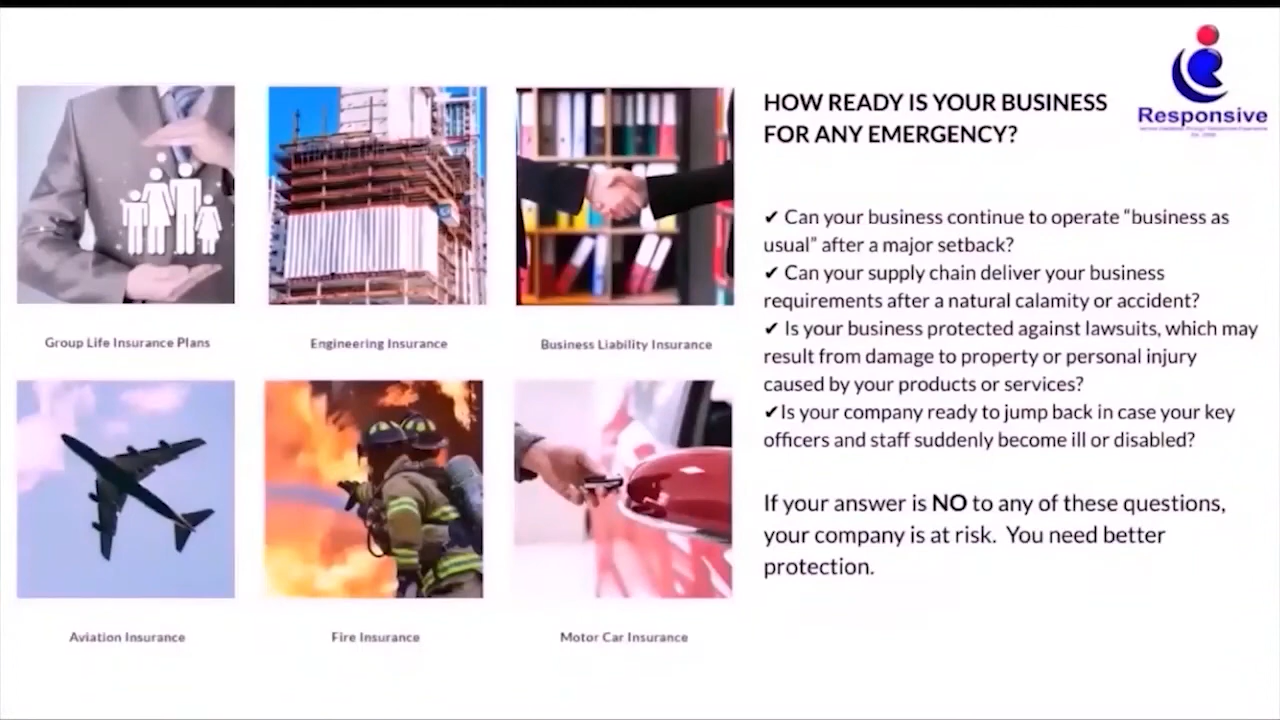 HOW READY IS YOUR BUSINESS
FOR ANY EMERGENCY?
Responsive
✔ Can your business continue to operate “business as
usual” after a major setback?
✔ Can your supply chain deliver your business
requirements after a natural calamity or accident?
✔ Is your business protected against lawsuits, which may
result from damage to property or personal injury
caused by your products or services?
✔Is your company ready to jump back in case your key
officers and staff suddenly become ill or disabled?
If your answer is NO to any of these questions,
your company is at risk. You need better
protection.
Group Life Insurance Plans
Engineering Insurance
Business Liability Insurance
Aviation Insurance
Fire Insurance
Motor Car Insurance